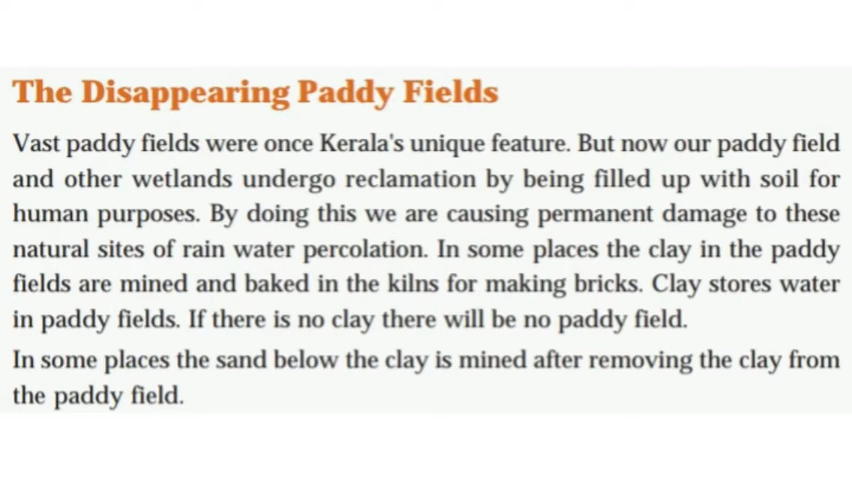 The Disappearing Paddy Fields
Vast paddy fields were once Kerala's unique feature. But now our paddy field
and other wetlands undergo reclamation by being filled up with soil for
human purposes. By doing this we are causing permanent damage to these
natural sites of rain water percolation. In some places the clay in the paddy
fields are mined and baked in the kilns for making bricks. Clay stores water
in paddy fields. If there is no clay there will be no paddy field.
In some places the sand below the clay is mined after removing the clay from
the paddy field.